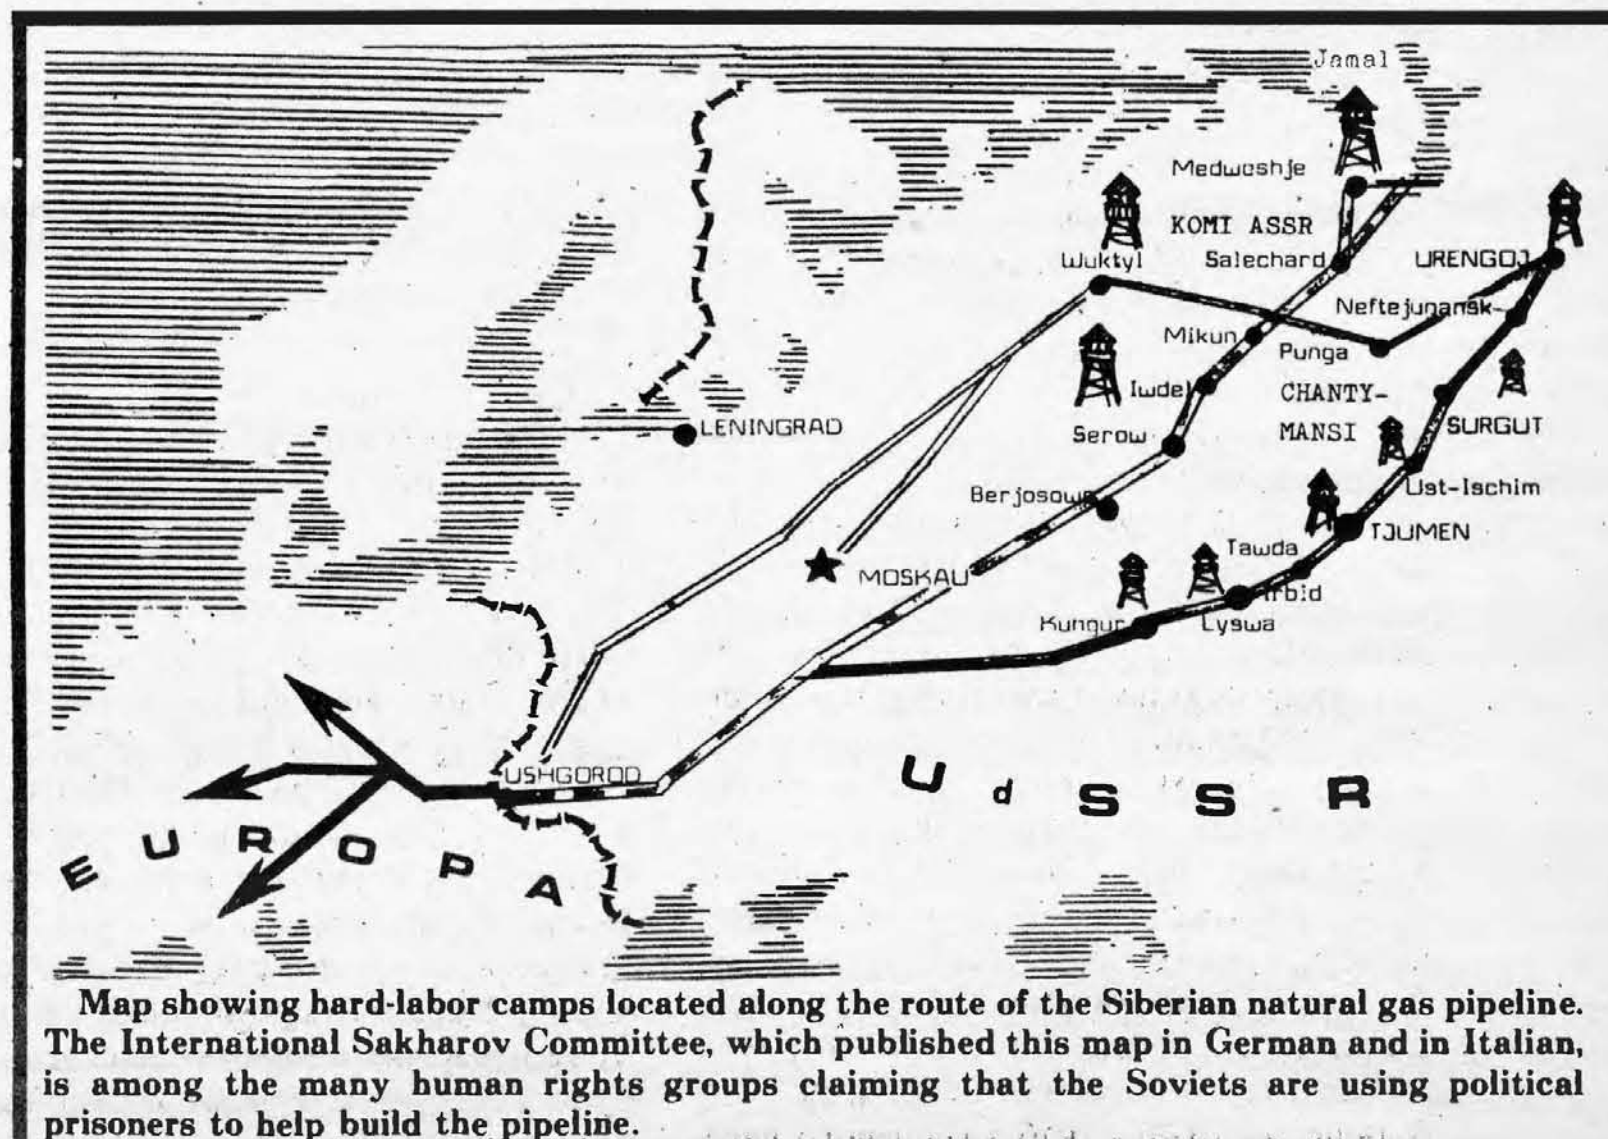 Jamal
Medweshje
KOMI ASSR
Wuktyl
Salechard
URENGOJ
Neftejugansk
Mikun
Punga
Iwdel
CHANTY-
MANSI
LENINGRAD
Serow
SURGUT
Berjosowo
Ust-Ischim
TJUMEN
Tawda
MOSKAU
Irbid
Kungur
Lyswa
USHGOROD
U d S S R
EUROPA
Map showing hard-labor camps located along the route of the Siberian natural gas pipeline.
The International Sakharov Committee, which published this map in German and in Italian,
is among the many human rights groups claiming that the Soviets are using political
prisoners to help build the pipeline.